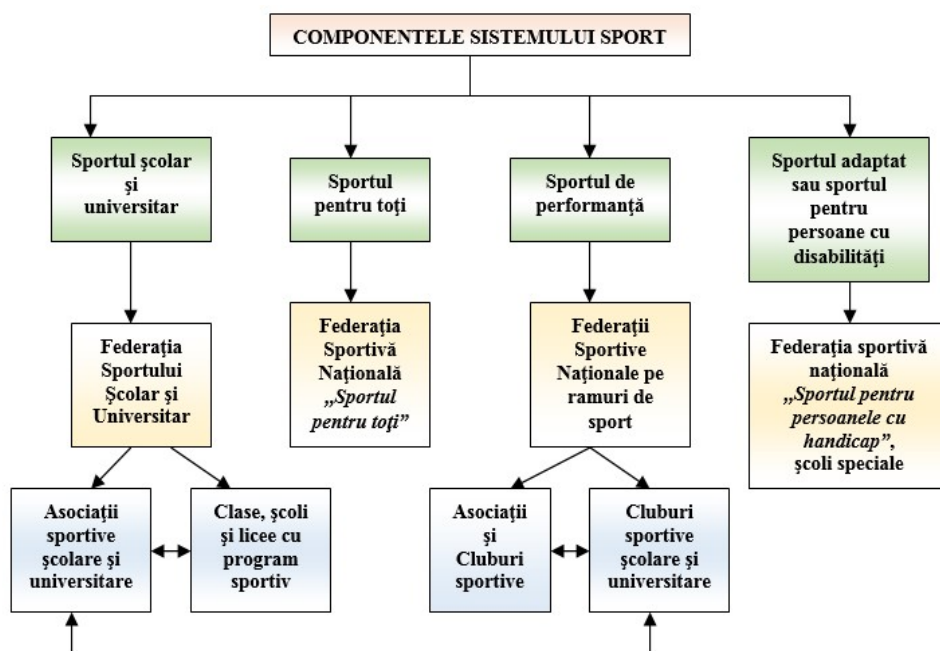 COMPONENTELE SISTEMULUI SPORT
Sportul şcolar
şi
universitar
Sportul
pentru toţi
Sportul de
performanţă
Sportul adaptat
sau sportul
pentru
persoane cu
disabilităţi
Federaţia
Sportului
Şcolar şi
Universitar
Federaţia
Sportivă
Naţională
„Sportul
pentru toţi”
Federaţii
Sportive
Naţionale pe
ramuri de
sport
Federaţia sportivă
naţională
„Sportul pentru
persoanele cu
handicap”,
şcoli speciale
Asociaţii
sportive
şcolare şi
universitare
Clase, şcoli
şi licee cu
program
sportiv
Asociaţii
şi
Cluburi
sportive
Cluburi
sportive
şcolare şi
universitare